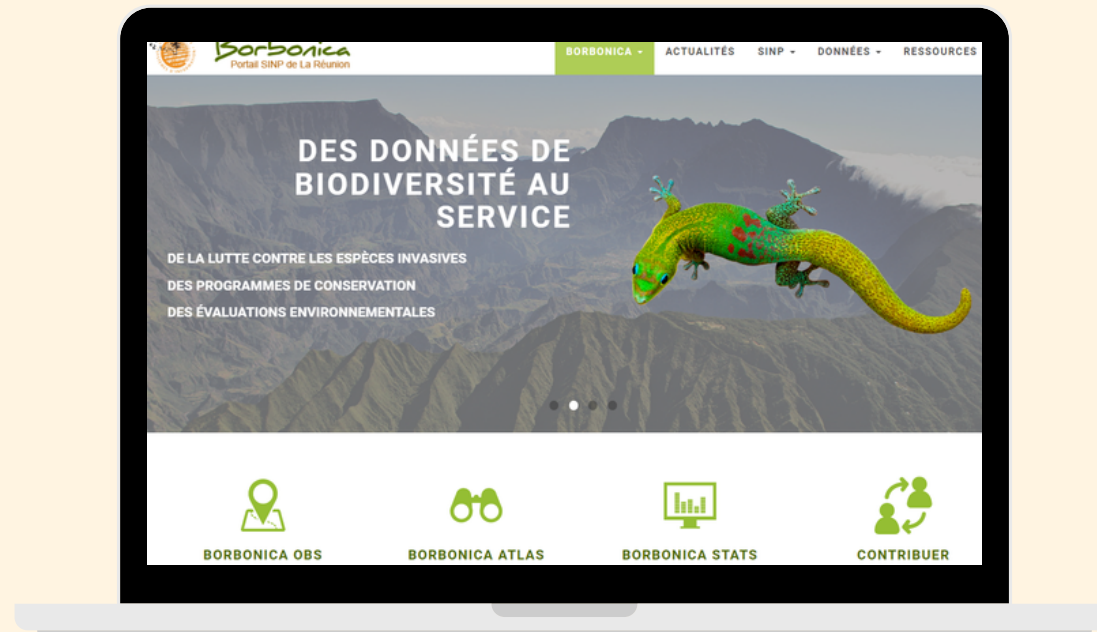 Borbonica
Portail SINP de La Réunion
BORBONICA
ACTUALITÉS
SINP
DONNÉES
RESSOURCES
DES DONNÉES DE
BIODIVERSITÉ AU
SERVICE
DE LA LUTTE CONTRE LES ESPÈCES INVASIVES
DES PROGRAMMES DE CONSERVATION
DES ÉVALUATIONS ENVIRONNEMENTALES
BORBONICA OBS
BORBONICA ATLAS
BORBONICA STATS
CONTRIBUER